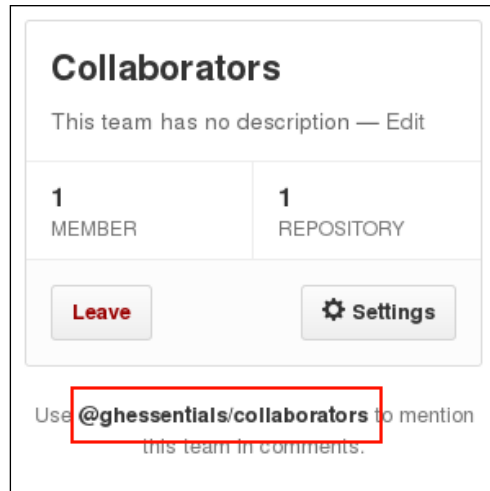 Collaborators
This team has no description — Edit
1 1
MEMBER REPOSITORY
Leave Settings
Use @ghessentials/collaborators to mention
this team in comments.